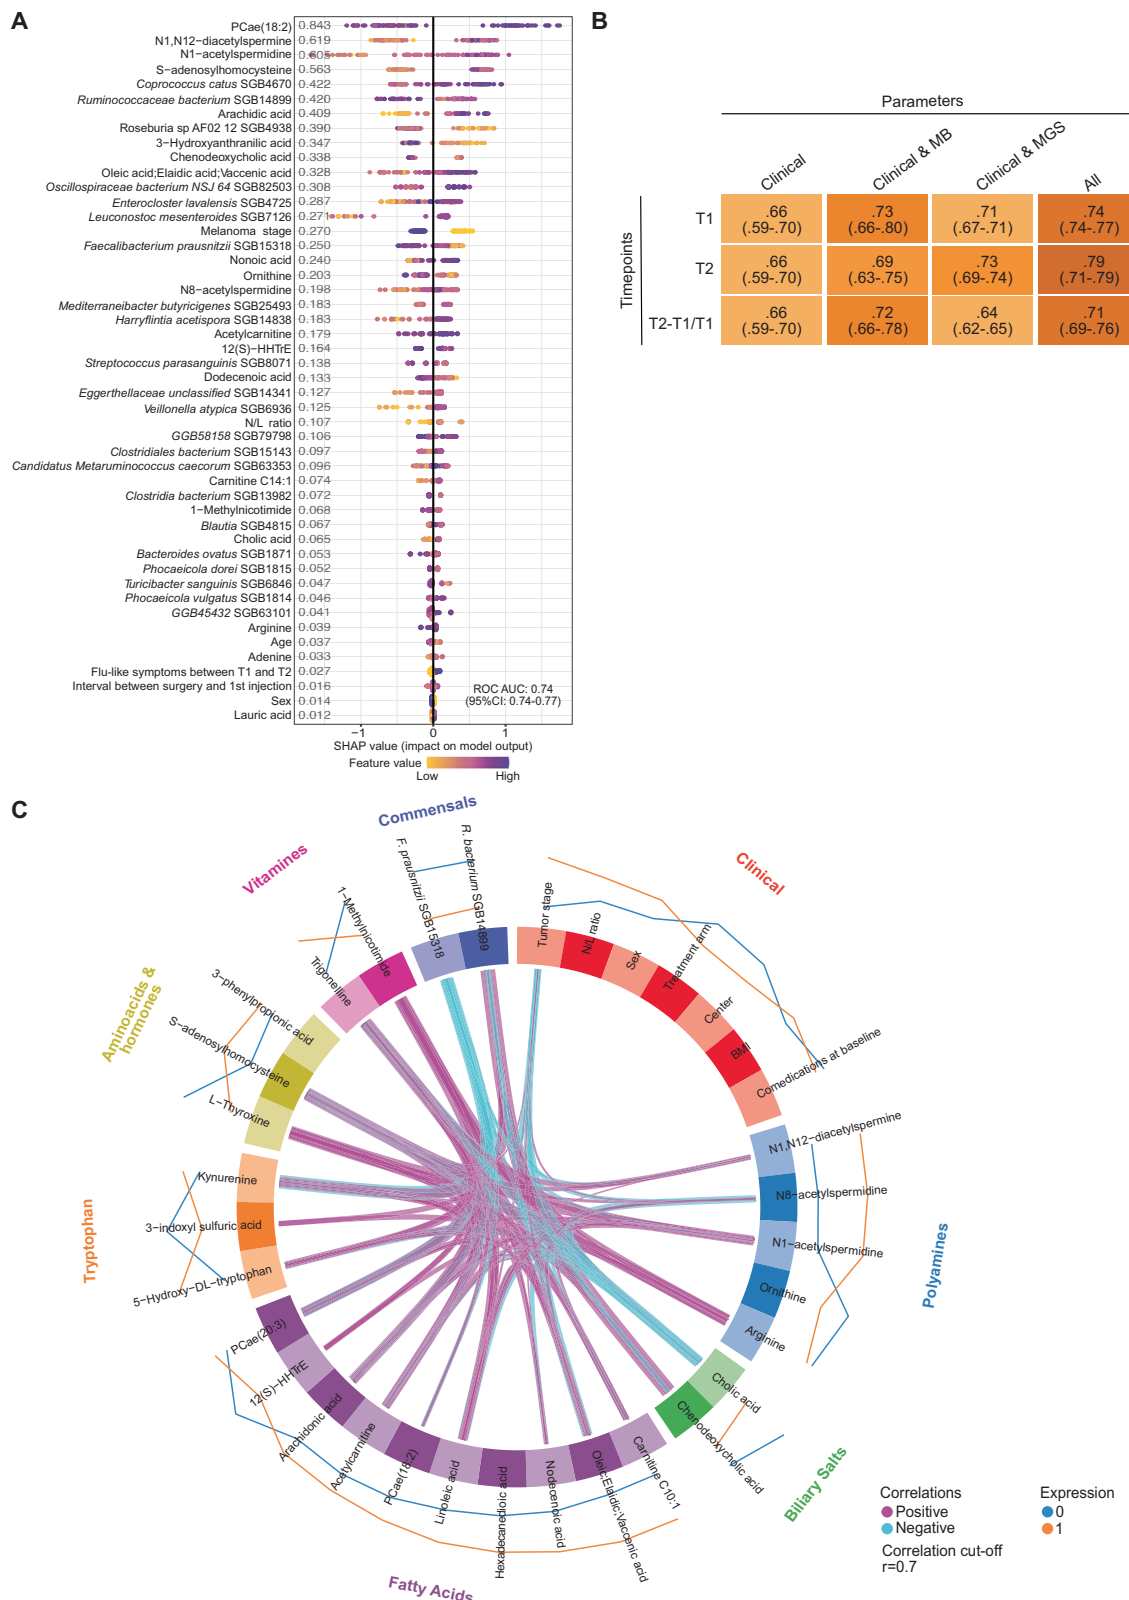 A
PCae(18:2) 0.843
N1,N12−diacetylspermine 0.619
N1−acetylspermidine 0.605
S−adenosylhomocysteine 0.563
Coprococcus catus SGB4670 0.422
Ruminococcaceae bacterium SGB14899 0.420
Arachidic acid 0.409
Roseburia sp AF02 12 SGB4938 0.390
3−Hydroxyanthranilic acid 0.347
Chenodeoxycholic acid 0.338
Oleic acid;Elaidic acid;Vaccenic acid 0.328
Oscillospiraceae bacterium NSJ 64 SGB82503 0.308
Enterocloster lavalensis SGB4725 0.287
Leuconostoc mesenteroides SGB7126 0.271
Melanoma stage 0.270
Faecalibacterium prausnitzii SGB15318 0.250
Nonoic acid 0.240
Ornithine 0.203
N8−acetylspermidine 0.198
Mediterraneibacter butyricigenes SGB25493 0.183
Harryflintia acetispora SGB14838 0.183
Acetylcarnitine 0.179
12(S)−HHTrE 0.164
Streptococcus parasanguinis SGB8071 0.138
Dodecenoic acid 0.133
Eggerthellaceae unclassified SGB14341 0.127
Veillonella atypica SGB6936 0.125
N/L ratio 0.107
GGB58158 SGB79798 0.106
Clostridiales bacterium SGB15143 0.097
Candidatus Metaruminococcus caecorum SGB63353 0.096
Carnitine C14:1 0.074
Clostridia bacterium SGB13982 0.072
1−Methylnicotimide 0.068
Blautia SGB4815 0.067
Cholic acid 0.065
Bacteroides ovatus SGB1871 0.053
Phocaeicola dorei SGB1815 0.052
Turicibacter sanguinis SGB6846 0.047
Phocaeicola vulgatus SGB1814 0.046
GGB45432 SGB63101 0.041
Arginine 0.039
Age 0.037
Adenine 0.033
Flu−like symptoms between T1 and T2 0.027
Interval between surgery and 1st injection 0.016
Sex 0.014
Lauric acid 0.012
ROC AUC: 0.74
(95%CI: 0.74-0.77)
−1 0 1
SHAP value (impact on model output)
Feature value
Low High
B
Parameters
Clinical Clinical & MB Clinical & MGS All
Timepoints
T1 .66 .73 .71 .74
(.59-.70) (.66-.80) (.67-.71) (.74-.77)
T2 .66 .69 .73 .79
(.59-.70) (.63-.75) (.69-.74) (.71-.79)
T2-T1/T1 .66 .72 .64 .71
(.59-.70) (.66-.78) (.62-.65) (.69-.76)
C
Commensals
F. prausnitzii SGB15318
R. bacterium SGB14899
Clinical
Tumor stage
N/L ratio
Sex
Treatment arm
Center
BMI
Comedications at baseline
Polyamines
N1,N12−diacetylspermine
N8−acetylspermidine
N1−acetylspermidine
Ornithine
Arginine
Biliary Salts
Cholic acid
Chenodeoxycholic acid
Fatty Acids
Carnitine C10:1
Oleic;Elaidic;Vaccenic acid
Nodecenoic acid
Hexadecanedioic acid
Linoleic acid
PCae(18:2)
Acetylcarnitine
Arachidonic acid
12(S)−HHTrE
PCae(20:3)
Tryptophan
5−Hydroxy−DL−tryptophan
3−indoxyl sulfuric acid
Kynurenine
Aminoacids &
hormones
L−Thyroxine
S−adenosylhomocysteine
3−phenylpropionic acid
Vitamines
Trigonelline
1−Methylnicotimide
Correlations
Positive
Negative
Correlation cut-off
r=0.7
Expression
0
1